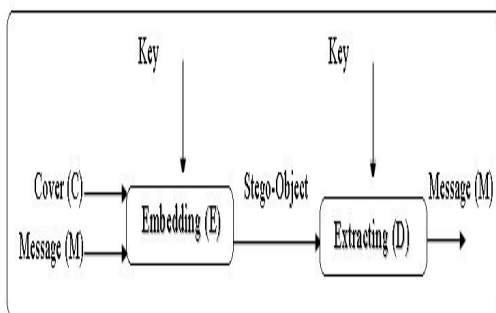 Key
Key
Cover (C)
Stego-Object
Message (M)
Embedding (E)
Extracting (D)
Message (M)